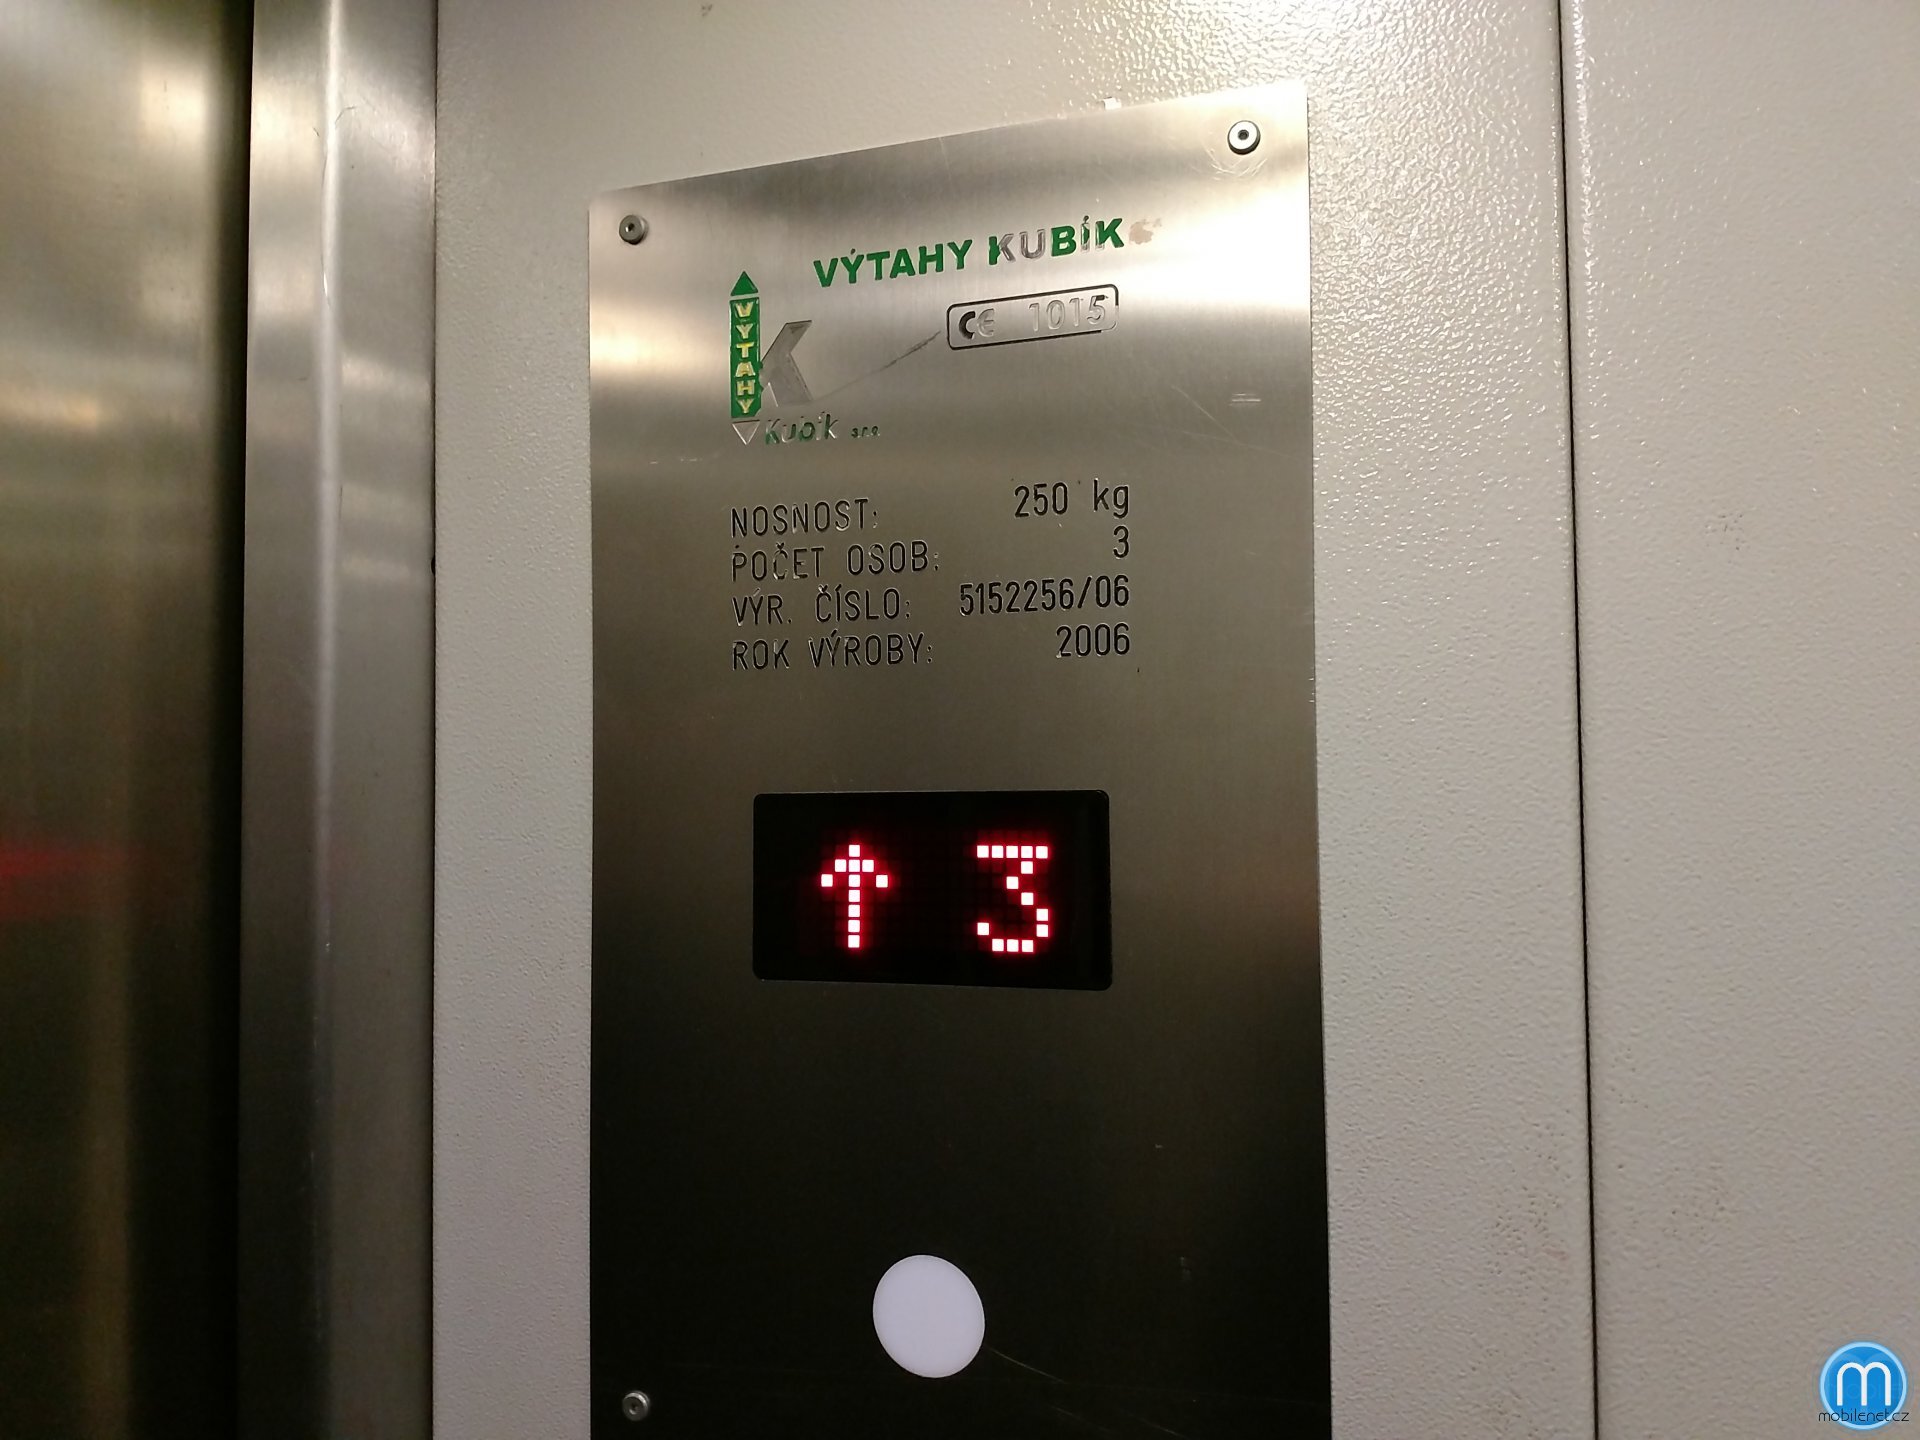 VÝTAHY KUBÍK
CE 1015
VÝTAHY
K
Kubík s.r.o.
NOSNOST: 250 kg
POČET OSOB: 3
VÝR. ČÍSLO: 5152256/06
ROK VÝROBY: 2006
↑ 3
m
mobilenet.cz